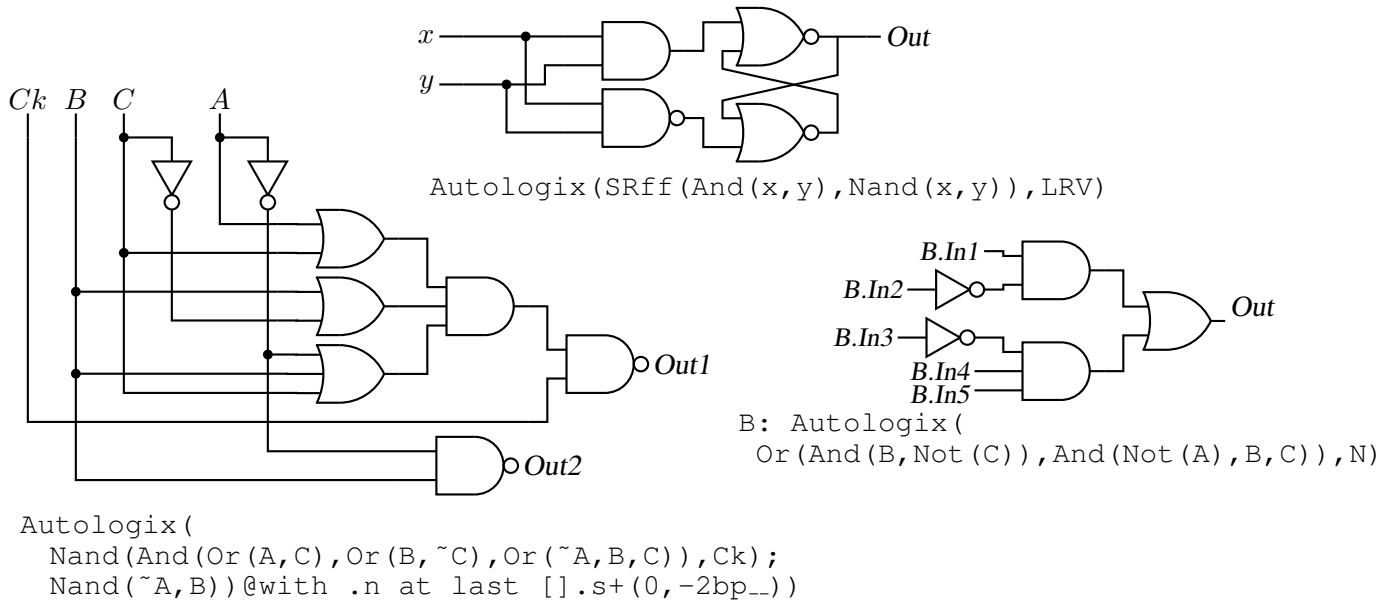 x
y
Out
Autologix(SRff(And(x,y),Nand(x,y)),LRV)
Ck B C A
Out1
Out2
Autologix(
Nand(And(Or(A,C),Or(B,˜C),Or(˜A,B,C)),Ck);
Nand(˜A,B))@with .n at last [].s+(0,-2bp__))
B.In1
B.In2
B.In3
B.In4
B.In5
Out
B: Autologix(
Or(And(B,Not(C)),And(Not(A),B,C)),N)